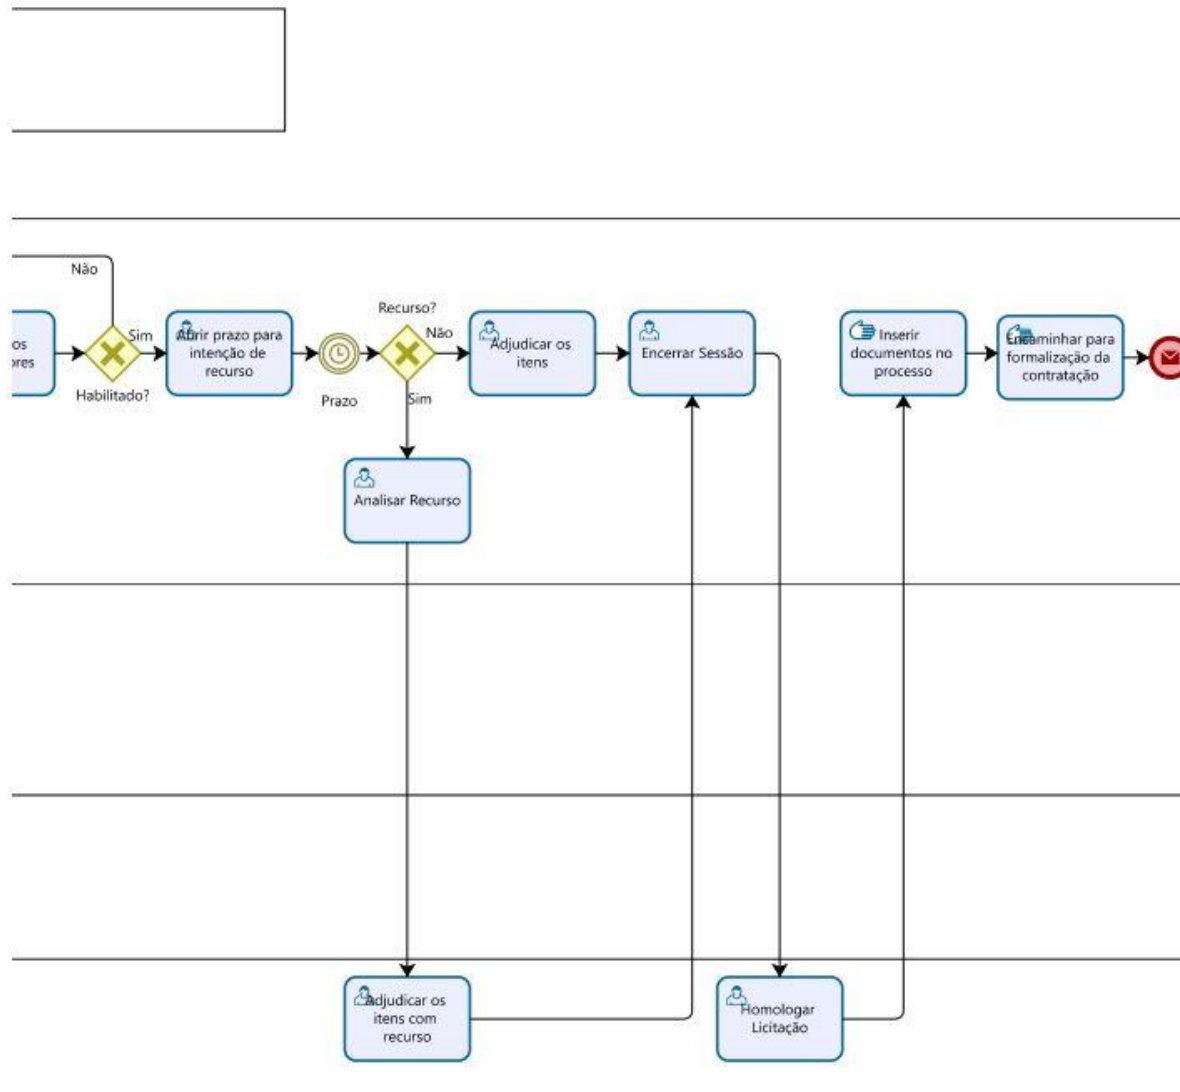 Não
os
ores
Habilitado?
Sim
Abrir prazo para
intenção de
recurso
Prazo
Recurso?
Não
Sim
Adjudicar os
itens
Encerrar Sessão
Inserir
documentos no
processo
Encaminhar para
formalização da
contratação
Analisar Recurso
Adjudicar os
itens com
recurso
Homologar
Licitação